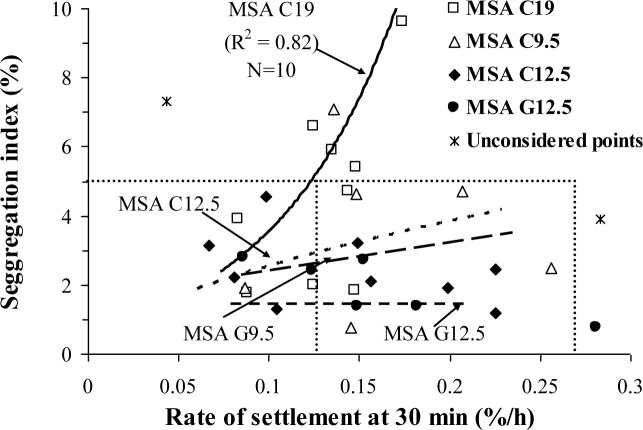 MSA C19
(R² = 0.82)
N=10
MSA C19
MSA C9.5
MSA C12.5
MSA G12.5
Unconsidered points
Seggregation index (%)
10
8
6
4
2
0
MSA C12.5
MSA G9.5
MSA G12.5
0
0.05
0.1
0.15
0.2
0.25
0.3
Rate of settlement at 30 min (%/h)